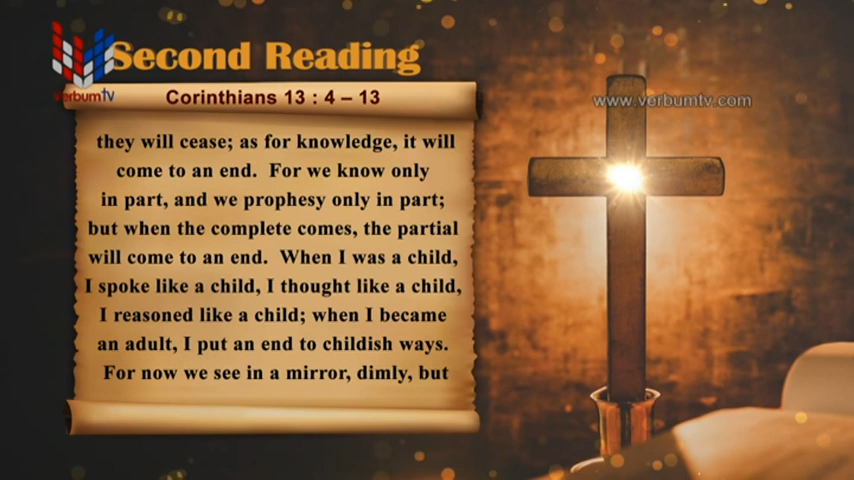 Second Reading
verbumtv
Corinthians 13 : 4 – 13
www.verbumtv.com
they will cease; as for knowledge, it will
come to an end. For we know only
in part, and we prophesy only in part;
but when the complete comes, the partial
will come to an end. When I was a child,
I spoke like a child, I thought like a child,
I reasoned like a child; when I became
an adult, I put an end to childish ways.
For now we see in a mirror, dimly, but